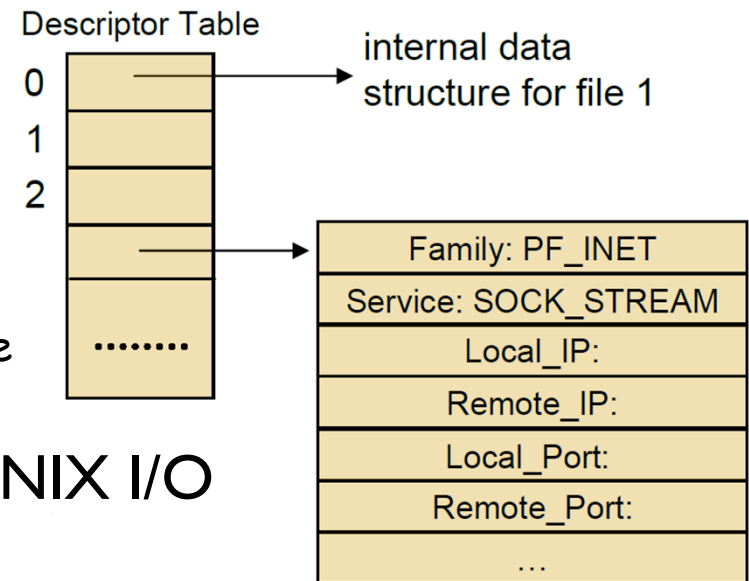 Descriptor Table
0
1
2
........
internal data
structure for file 1
Family: PF_INET
Service: SOCK_STREAM
Local_IP:
Remote_IP:
Local_Port:
Remote_Port:
...
e
NIX I/O